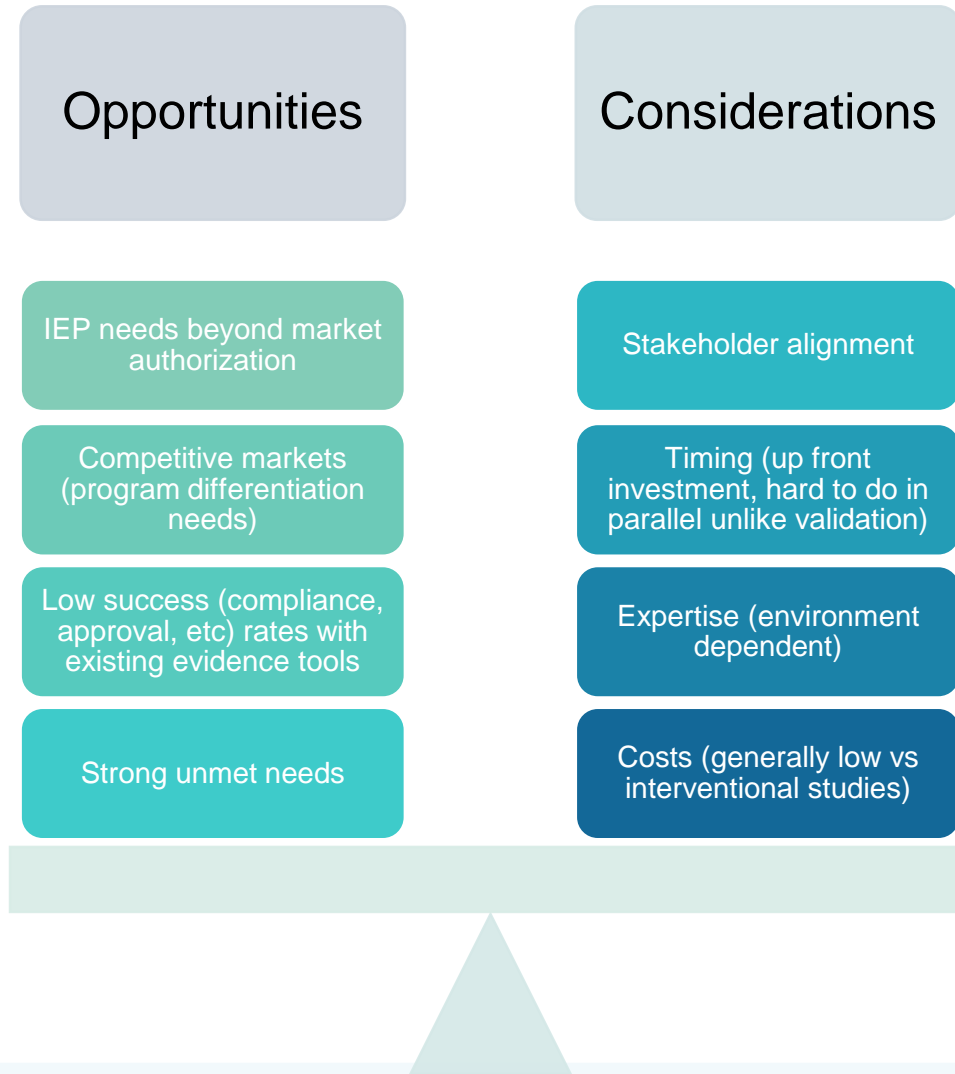 Opportunities
IEP needs beyond market
authorization
Competitive markets
(program differentiation
needs)
Low success (compliance,
approval, etc) rates with
existing evidence tools
Strong unmet needs
Considerations
Stakeholder alignment
Timing (up front
investment, hard to do in
parallel unlike validation)
Expertise (environment
dependent)
Costs (generally low vs
interventional studies)